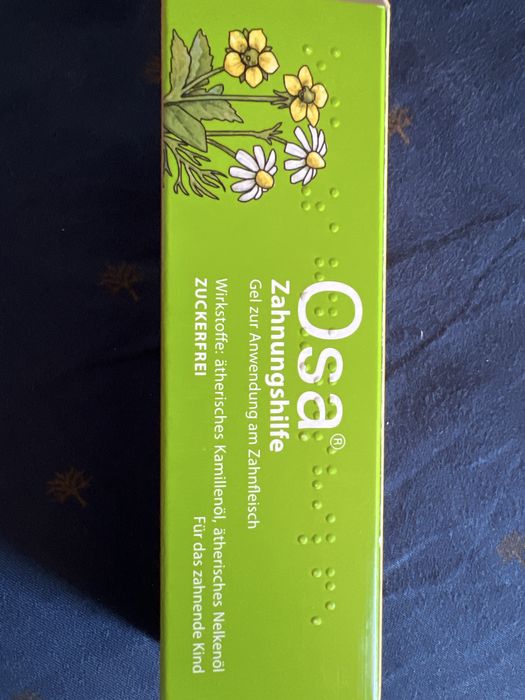 Osa®
Zahnungshilfe
Gel zur Anwendung am Zahnfleisch
Wirkstoffe: ätherisches Kamillenöl, ätherisches Nelkenöl
ZUCKERFREI
Für das zahnende Kind